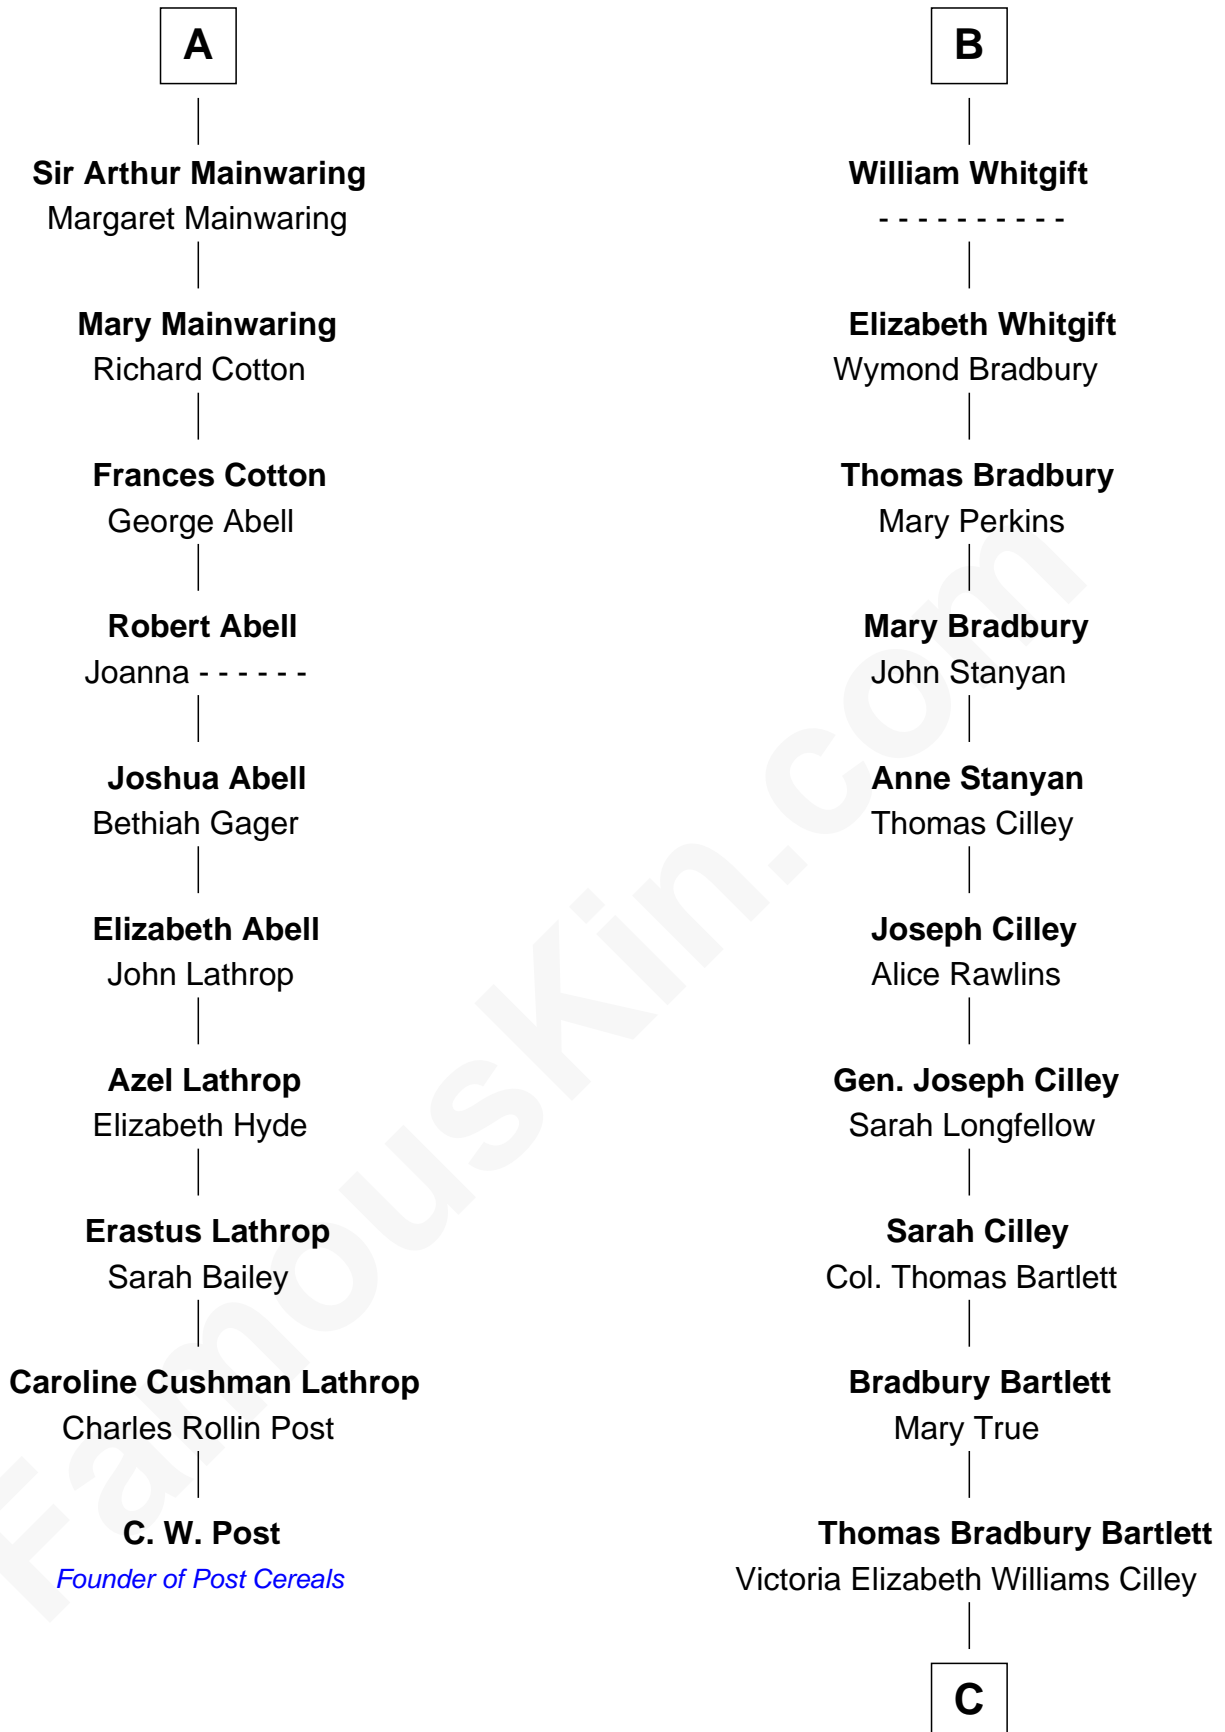 A
Sir Arthur Mainwaring
Margaret Mainwaring
Mary Mainwaring
Richard Cotton
Frances Cotton
George Abell
Robert Abell
Joanna - - - - - -
Joshua Abell
Bethiah Gager
Elizabeth Abell
John Lathrop
Azel Lathrop
Elizabeth Hyde
Erastus Lathrop
Sarah Bailey
Caroline Cushman Lathrop
Charles Rollin Post
C. W. Post
Founder of Post Cereals
B
William Whitgift
- - - - - - - - - -
Elizabeth Whitgift
Wymond Bradbury
Thomas Bradbury
Mary Perkins
Mary Bradbury
John Stanyan
Anne Stanyan
Thomas Cilley
Joseph Cilley
Alice Rawlins
Gen. Joseph Cilley
Sarah Longfellow
Sarah Cilley
Col. Thomas Bartlett
Bradbury Bartlett
Mary True
Thomas Bradbury Bartlett
Victoria Elizabeth Williams Cilley
C
FamousKin.com